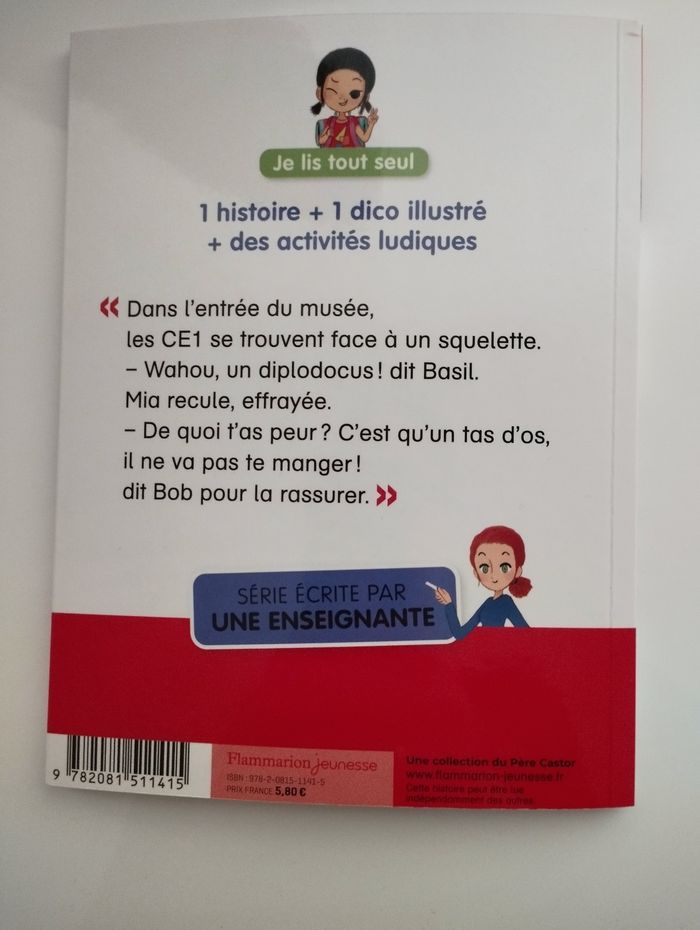 Je lis tout seul
1 histoire + 1 dico illustré
+ des activités ludiques
« Dans l'entrée du musée,
les CE1 se trouvent face à un squelette.
– Wahou, un diplodocus ! dit Basil.
Mia recule, effrayée.
– De quoi t'as peur ? C'est qu'un tas d'os,
il ne va pas te manger !
dit Bob pour la rassurer. »
SÉRIE ÉCRITE PAR
UNE ENSEIGNANTE
9 782081 511415
Flammarion jeunesse
ISBN : 978-2-0815-1141-5
PRIX FRANCE 5,80 €
Une collection du Père Castor
www.flammarion-jeunesse.fr
Cette histoire peut être lue
indépendamment des autres.